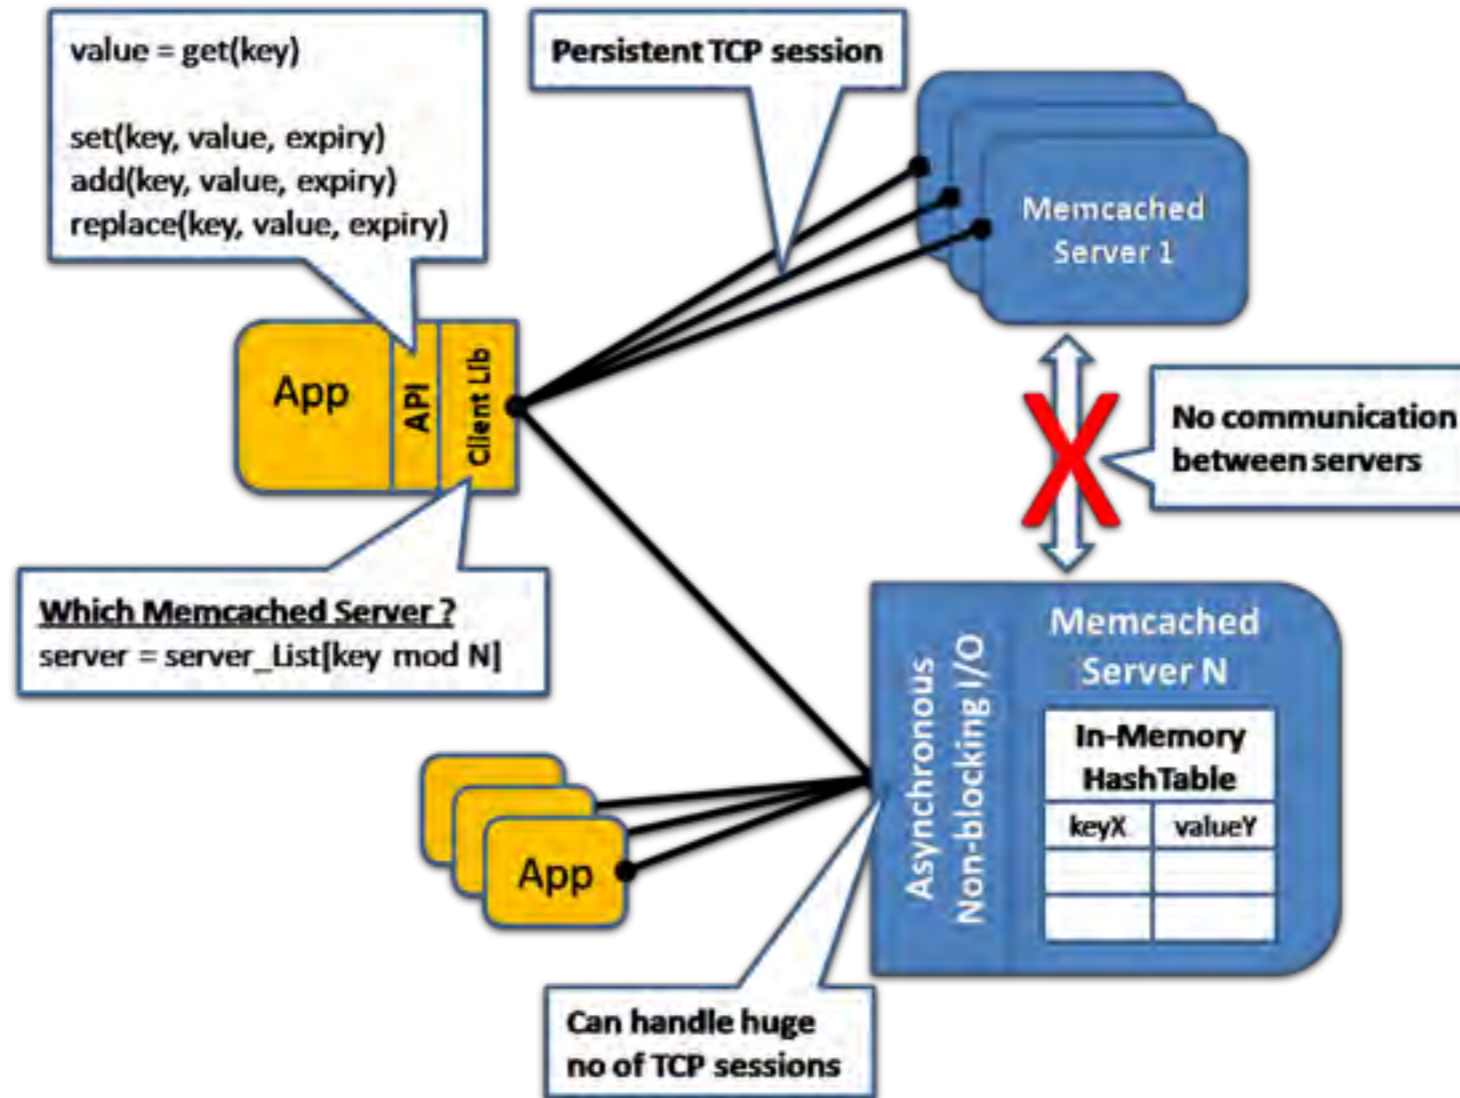 value = get(key)
set(key, value, expiry)
add(key, value, expiry)
replace(key, value, expiry)
Persistent TCP session
Memcached
Server 1
App
API
Client Lib
No communication
between servers
Which Memcached Server ?
server = server_List[key mod N]
Asynchronous
Non-blocking I/O
Memcached
Server N
In-Memory
HashTable
keyX valueY
App
Can handle huge
no of TCP sessions